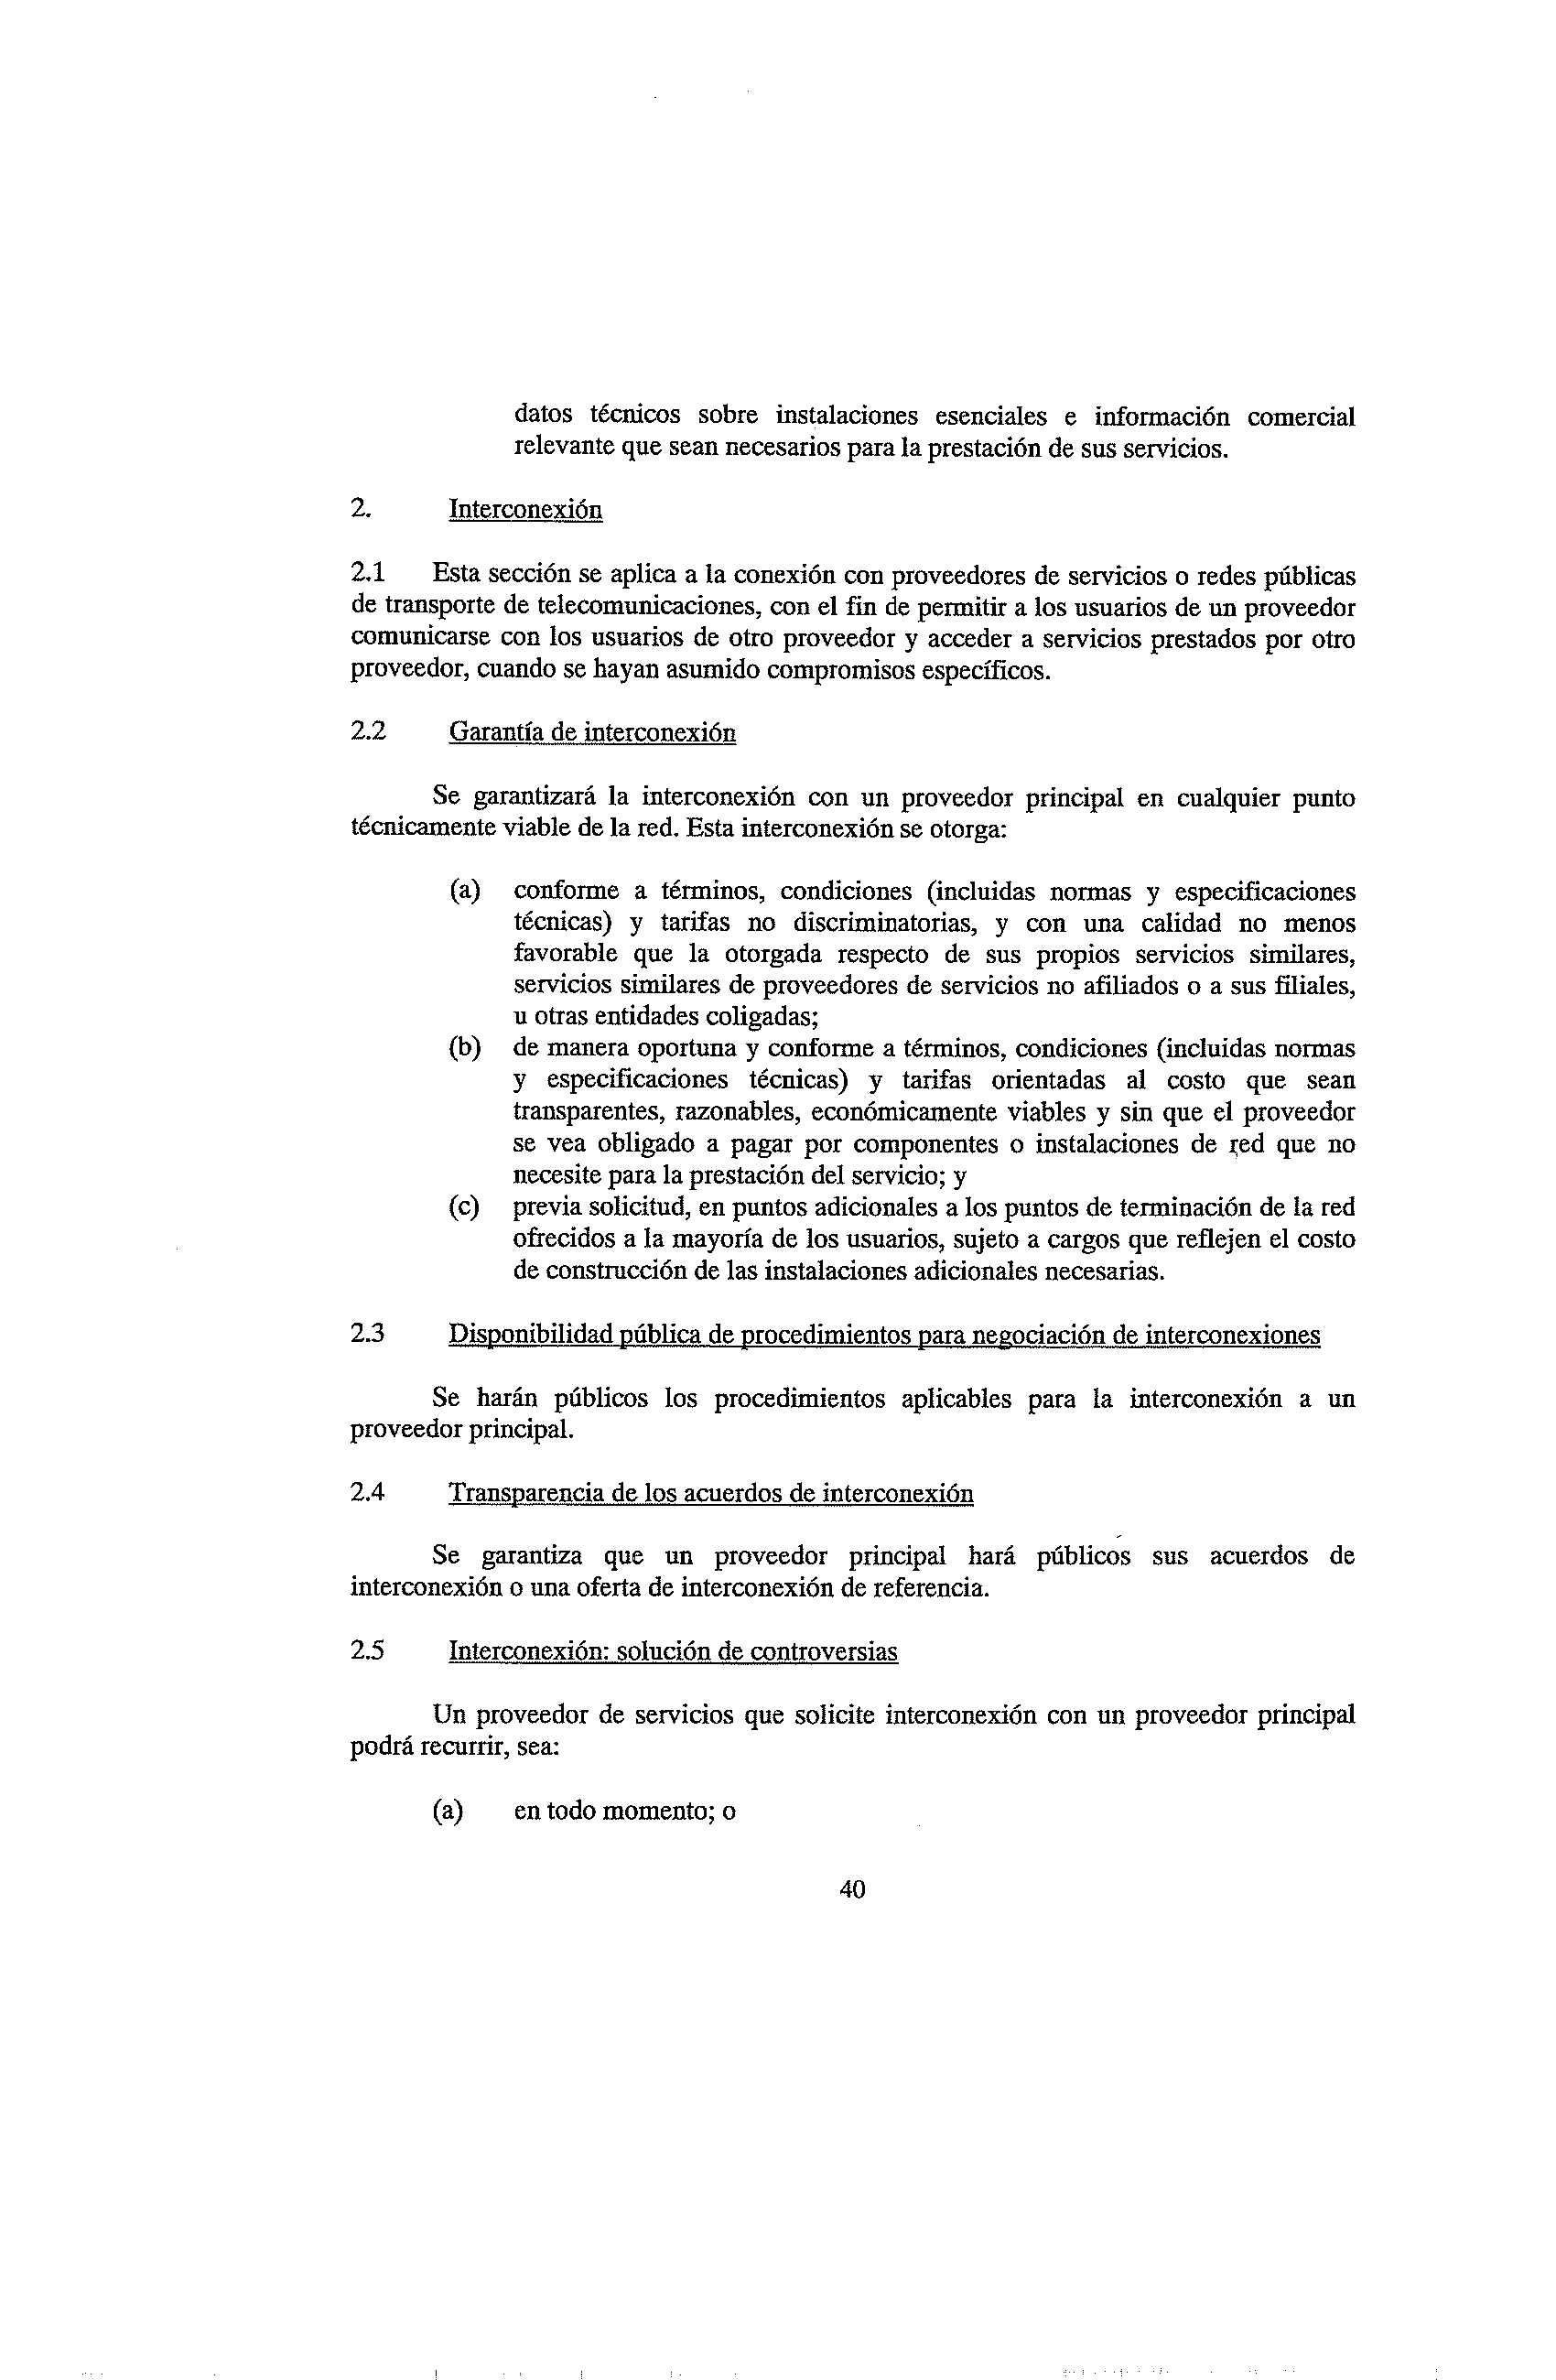 datos técnicos sobre instalaciones esenciales e información comercial
relevante que sean necesarios para la prestación de sus servicios.
2. Interconexión
2.1 Esta sección se aplica a la conexión con proveedores de servicios o redes públicas
de transporte de telecomunicaciones, con el fin de permitir a los usuarios de un proveedor
comunicarse con los usuarios de otro proveedor y acceder a servicios prestados por otro
proveedor, cuando se hayan asumido compromisos específicos.
2.2 Garantía de interconexión
Se garantizará la interconexión con un proveedor principal en cualquier punto
técnicamente viable de la red. Esta interconexión se otorga:
(a) conforme a términos, condiciones (incluidas normas y especificaciones
técnicas) y tarifas no discriminatorias, y con una calidad no menos
favorable que la otorgada respecto de sus propios servicios similares,
servicios similares de proveedores de servicios no afiliados o a sus filiales,
u otras entidades coligadas;
(b) de manera oportuna y conforme a términos, condiciones (incluidas normas
y especificaciones técnicas) y tarifas orientadas al costo que sean
transparentes, razonables, económicamente viables y sin que el proveedor
se vea obligado a pagar por componentes o instalaciones de red que no
necesite para la prestación del servicio; y
(c) previa solicitud, en puntos adicionales a los puntos de terminación de la red
ofrecidos a la mayoría de los usuarios, sujeto a cargos que reflejen el costo
de construcción de las instalaciones adicionales necesarias.
2.3 Disponibilidad pública de procedimientos para negociación de interconexiones
Se harán públicos los procedimientos aplicables para la interconexión a un
proveedor principal.
2.4 Transparencia de los acuerdos de interconexión
Se garantiza que un proveedor principal hará públicos sus acuerdos de
interconexión o una oferta de interconexión de referencia.
2.5 Interconexión: solución de controversias
Un proveedor de servicios que solicite interconexión con un proveedor principal
podrá recurrir, sea:
(a) en todo momento; o
40